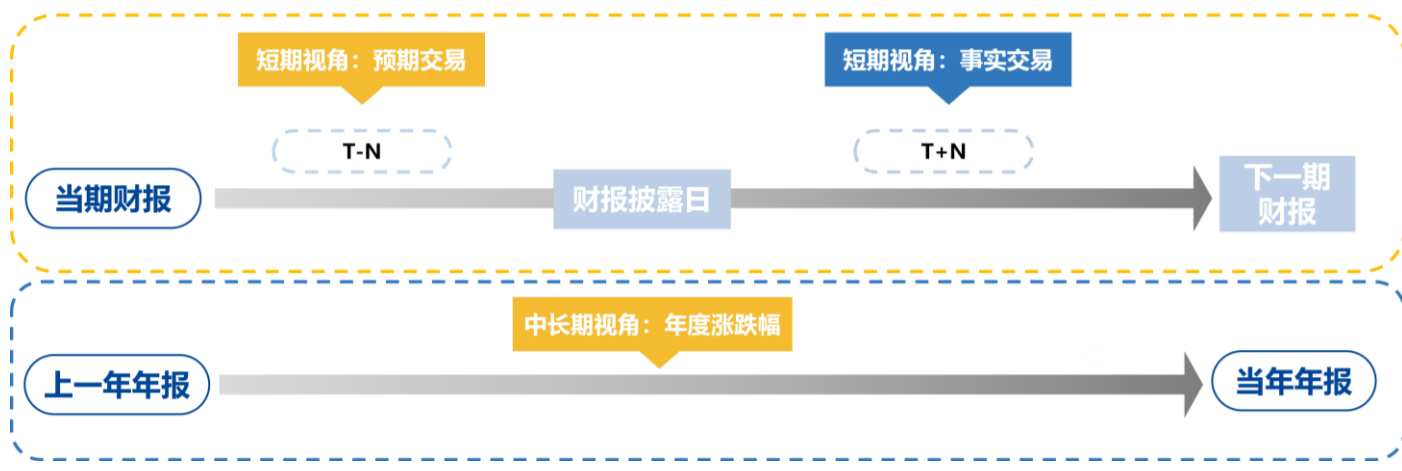 短期视角：预期交易
短期视角：事实交易
T-N
T+N
当期财报
财报披露日
下一期
财报
中长期视角：年度涨跌幅
上一年年报
当年年报